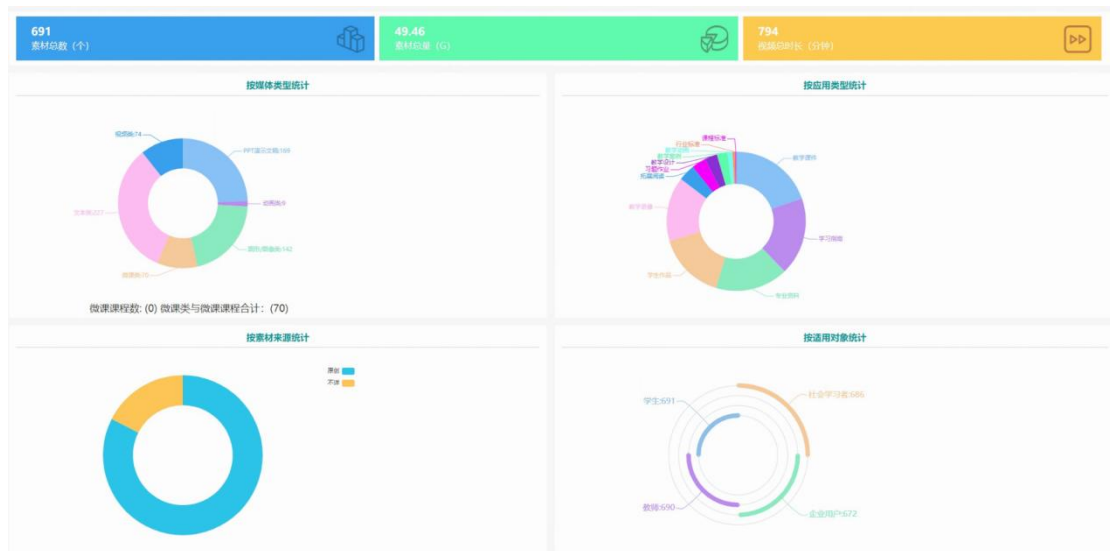 691
素材总数（个）
49.46
素材总量（G）
794
视频总时长（分钟）
按媒体类型统计
视频类:74
PPT演示文稿:169
动画类:9
图形/图像类:142
微课类:70
文本类:227
微课课程数: (0) 微课类与微课课程合计： (70)
按应用类型统计
课程标准
行业标准
教学案例
教学设计
习题作业
拓展阅读
教学课件
学习指南
专业资料
学生作品
按素材来源统计
原创
按适用对象统计
学生:691
社会学习者:686
教师:690
企业用户:672